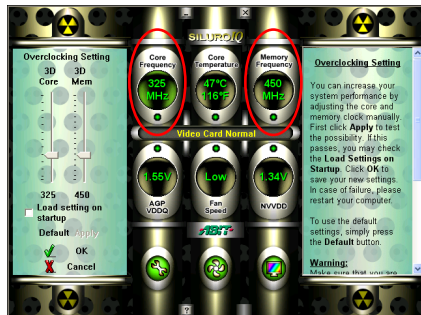 SILURO iQ
Overclocking Setting
3D 3D
Core Mem
325 450
Load setting on
startup
Default Apply
OK
Cancel
Core
Frequency
325
MHz
Core
Temperature
47°C
116°F
Memory
Frequency
450
MHz
Video Card Normal
1.55V
AGP
VDDQ
Low
Fan
Speed
1.34V
NVVDD
ABIT
?
Overclocking Setting
You can increase your
system performance by
adjusting the core and
memory clock manually.
First click Apply to test
the possibility. If this
passes, you may check
the Load Settings on
Startup. Click OK to
save your new settings.
In case of failure, please
restart your computer.
To use the default
settings, simply press
the Default button.
Warning:
Make sure that you are